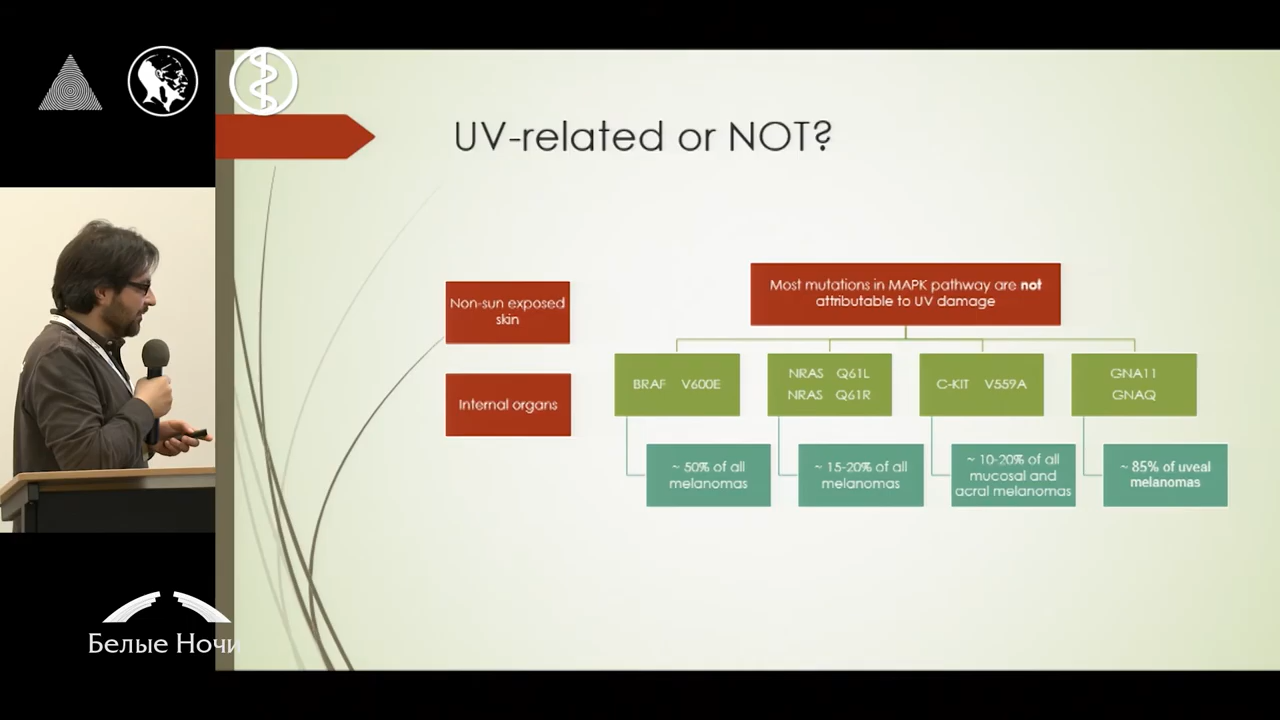 UV-related or NOT?
Non-sun exposed
skin
Internal organs
Most mutations in MAPK pathway are not
attributable to UV damage
BRAF V600E
NRAS Q61L
NRAS Q61R
C-KIT V559A
GNA11
GNAQ
~ 50% of all
melanomas
~ 15-20% of all
melanomas
~ 10-20% of all
mucosal and
acral melanomas
~ 85% of uveal
melanomas
Белые Ночи